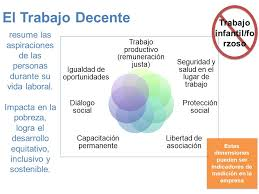 El Trabajo Decente
resume las
aspiraciones
de las
personas
durante su
vida laboral.
Impacta en la
pobreza,
logra el
desarrollo
equitativo,
inclusivo y
sostenible.
Trabajo
productivo
(remuneración
justa)
Seguridad y
salud en el
lugar de
trabajo
Protección
social
Libertad de
asociación
Capacitación
permanente
Diálogo
social
Igualdad de
oportunidades
Trabajo
infantil/fo
rzoso
Estas
dimensiones
pueden ser
indicadores de
medición en la
empresa